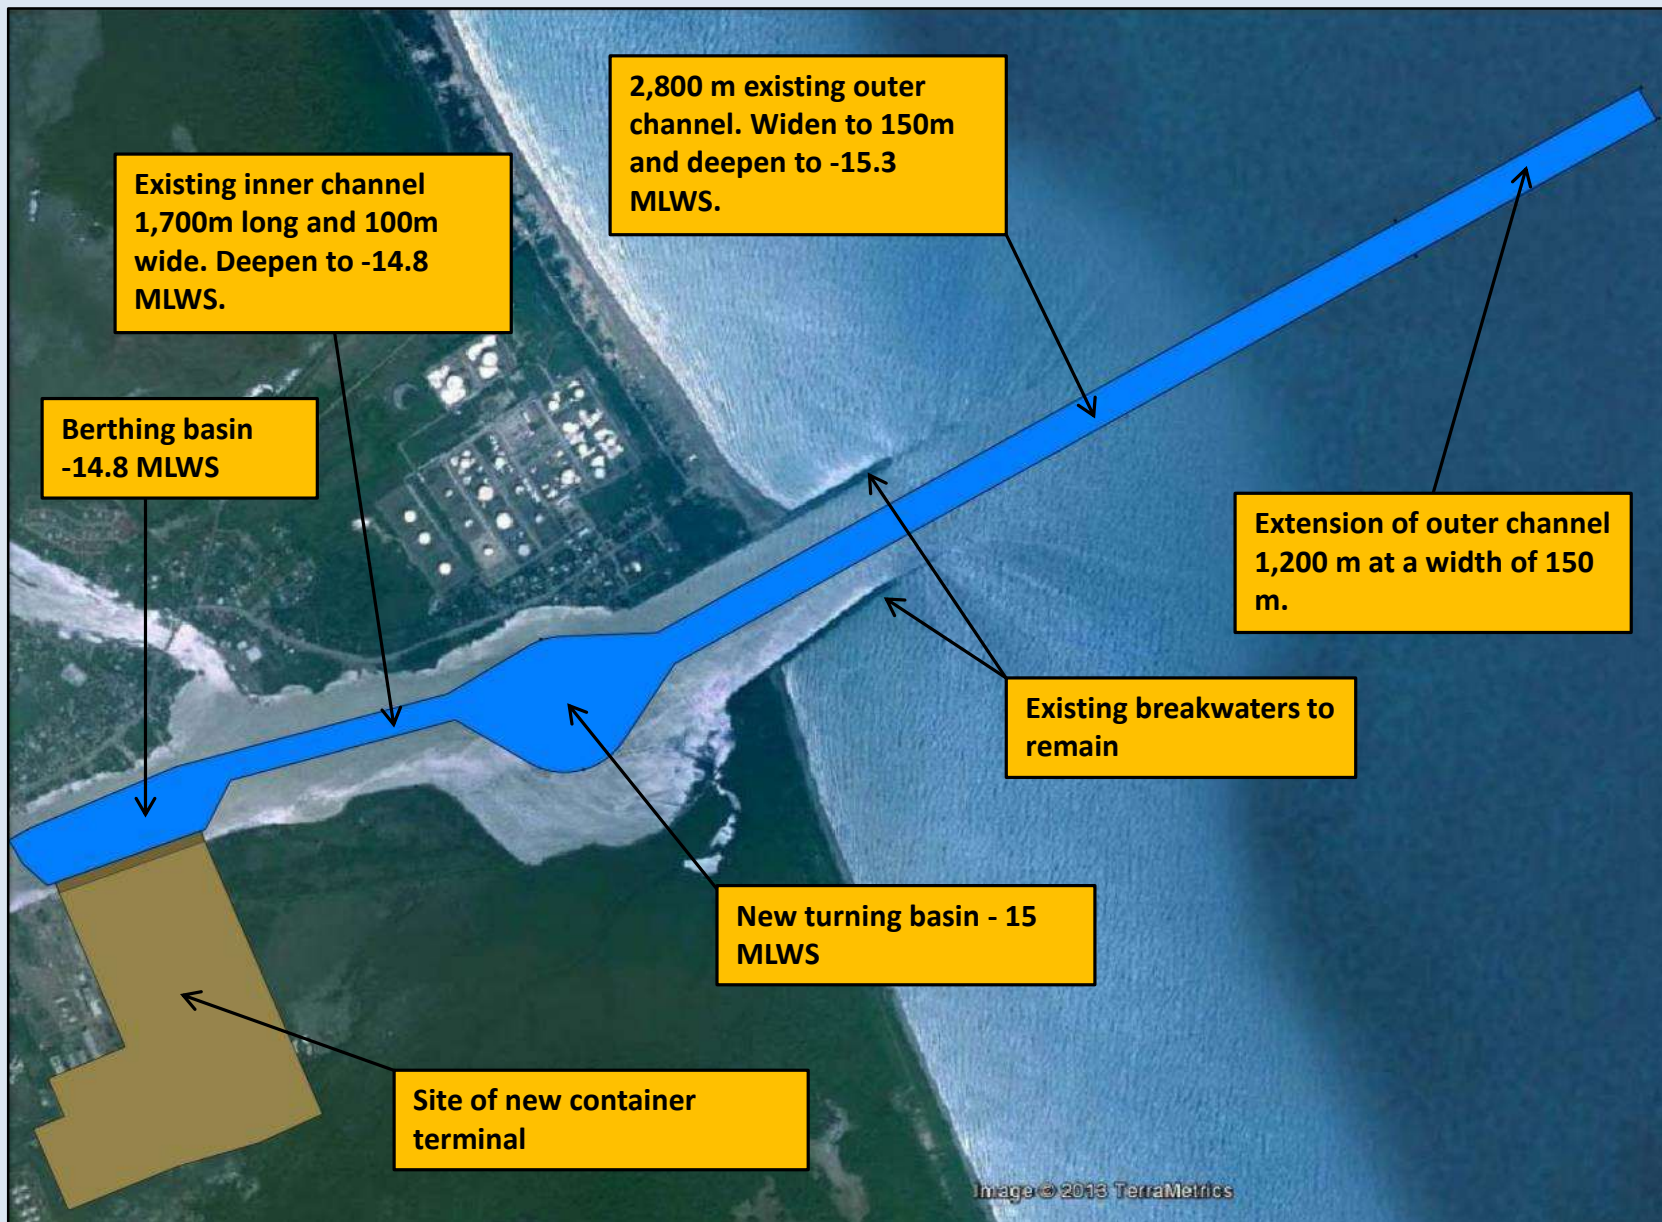 2,800 m existing outer
channel. Widen to 150m
and deepen to -15.3
MLWS.
Existing inner channel
1,700m long and 100m
wide. Deepen to -14.8
MLWS.
Berthing basin
-14.8 MLWS
Extension of outer channel
1,200 m at a width of 150
m.
Existing breakwaters to
remain
New turning basin - 15
MLWS
Site of new container
terminal
Image © 2013 TerraMetrics